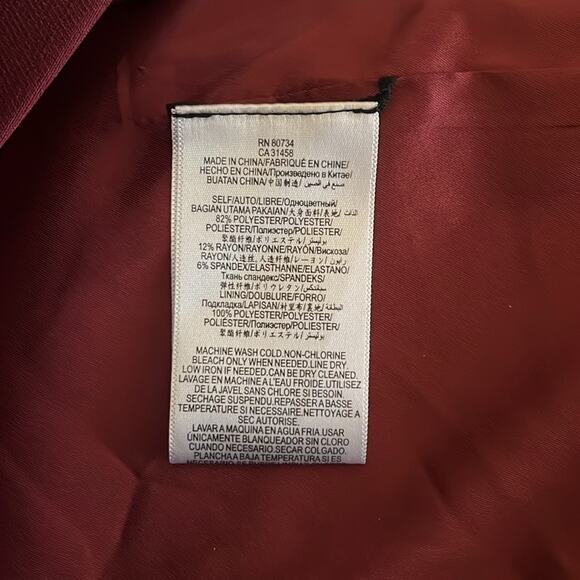 RN 80734
CA 31458
MADE IN CHINA/FABRIQUÉ EN CHINE/
HECHO EN CHINA/Произведено в Китае/
BUATAN CHINA/中国制造/ صنع في الصين
SELF/AUTO/LIBRE/Одноцветный/
BAGIAN UTAMA PAKAIAN/大身面料/表地/ الذات
82% POLYESTER/POLYESTER/
POLIÉSTER/Полиэстер/POLIESTER/
聚酯纤维/ポリエステル/ بوليستر
12% RAYON/RAYONNE/RAYÓN/Вискоза/
RAYON/人造丝, 人造纤维/レーヨン/ رايون
6% SPANDEX/ELASTHANNE/ELASTANO/
Ткань спандекс/SPANDEKS/
弹性纤维/ポリウレタン/ سباندكس
LINING/DOUBLURE/FORRO/
Подкладка/LAPISAN/衬里布/裏地/ البطانة
100% POLYESTER/POLYESTER/
POLIÉSTER/Полиэстер/POLIESTER/
聚酯纤维/ポリエステル/ بوليستر
MACHINE WASH COLD.NON-CHLORINE
BLEACH ONLY WHEN NEEDED.LINE DRY.
LOW IRON IF NEEDED.CAN BE DRY CLEANED.
LAVAGE EN MACHINE A L'EAU FROIDE.UTILISEZ
DE LA JAVEL SANS CHLORE SI BESOIN.
SECHAGE SUSPENDU.REPASSER A BASSE
TEMPERATURE SI NECESSAIRE.NETTOYAGE A
SEC AUTORISE.
LAVAR A MAQUINA EN AGUA FRIA.USAR
ÚNICAMENTE BLANQUEADOR SIN CLORO
CUANDO NECESARIO.SECAR COLGADO.
PLANCHA A BAJA TEMPERATURA SI ES
NECESARIO.SE